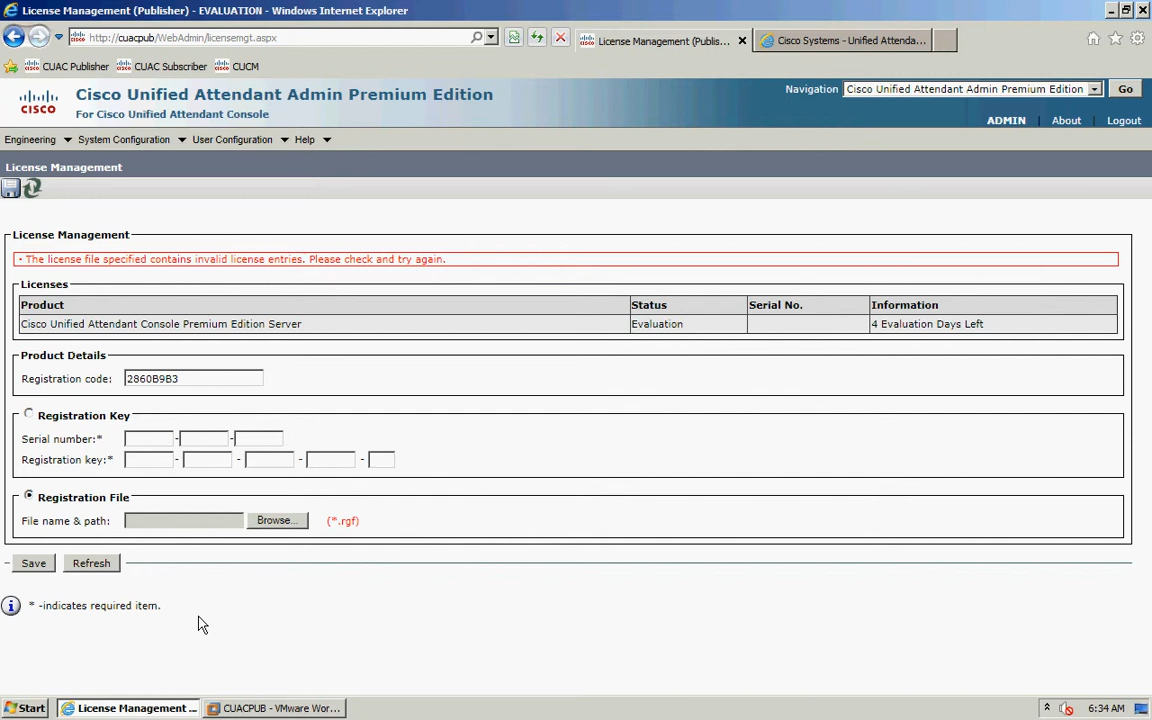 License Management (Publisher) - EVALUATION - Windows Internet Explorer
http://cuacpub/WebAdmin/licensemgt.aspx
License Management (Publis...
Cisco Systems - Unified Attenda...
CUAC Publisher CUAC Subscriber CUCM
CISCO
Cisco Unified Attendant Admin Premium Edition
For Cisco Unified Attendant Console
Navigation Cisco Unified Attendant Admin Premium Edition Go
ADMIN | About | Logout
Engineering System Configuration User Configuration Help
License Management
License Management
· The license file specified contains invalid license entries. Please check and try again.
Licenses
Product Status Serial No. Information
Cisco Unified Attendant Console Premium Edition Server Evaluation 4 Evaluation Days Left
Product Details
Registration code: 2860B9B3
Registration Key
Serial number:* - -
Registration key:* - - - -
Registration File
File name & path: Browse... (*.rgf)
Save Refresh
* -indicates required item.
Start License Management ... CUACPUB - VMware Wor... 6:34 AM